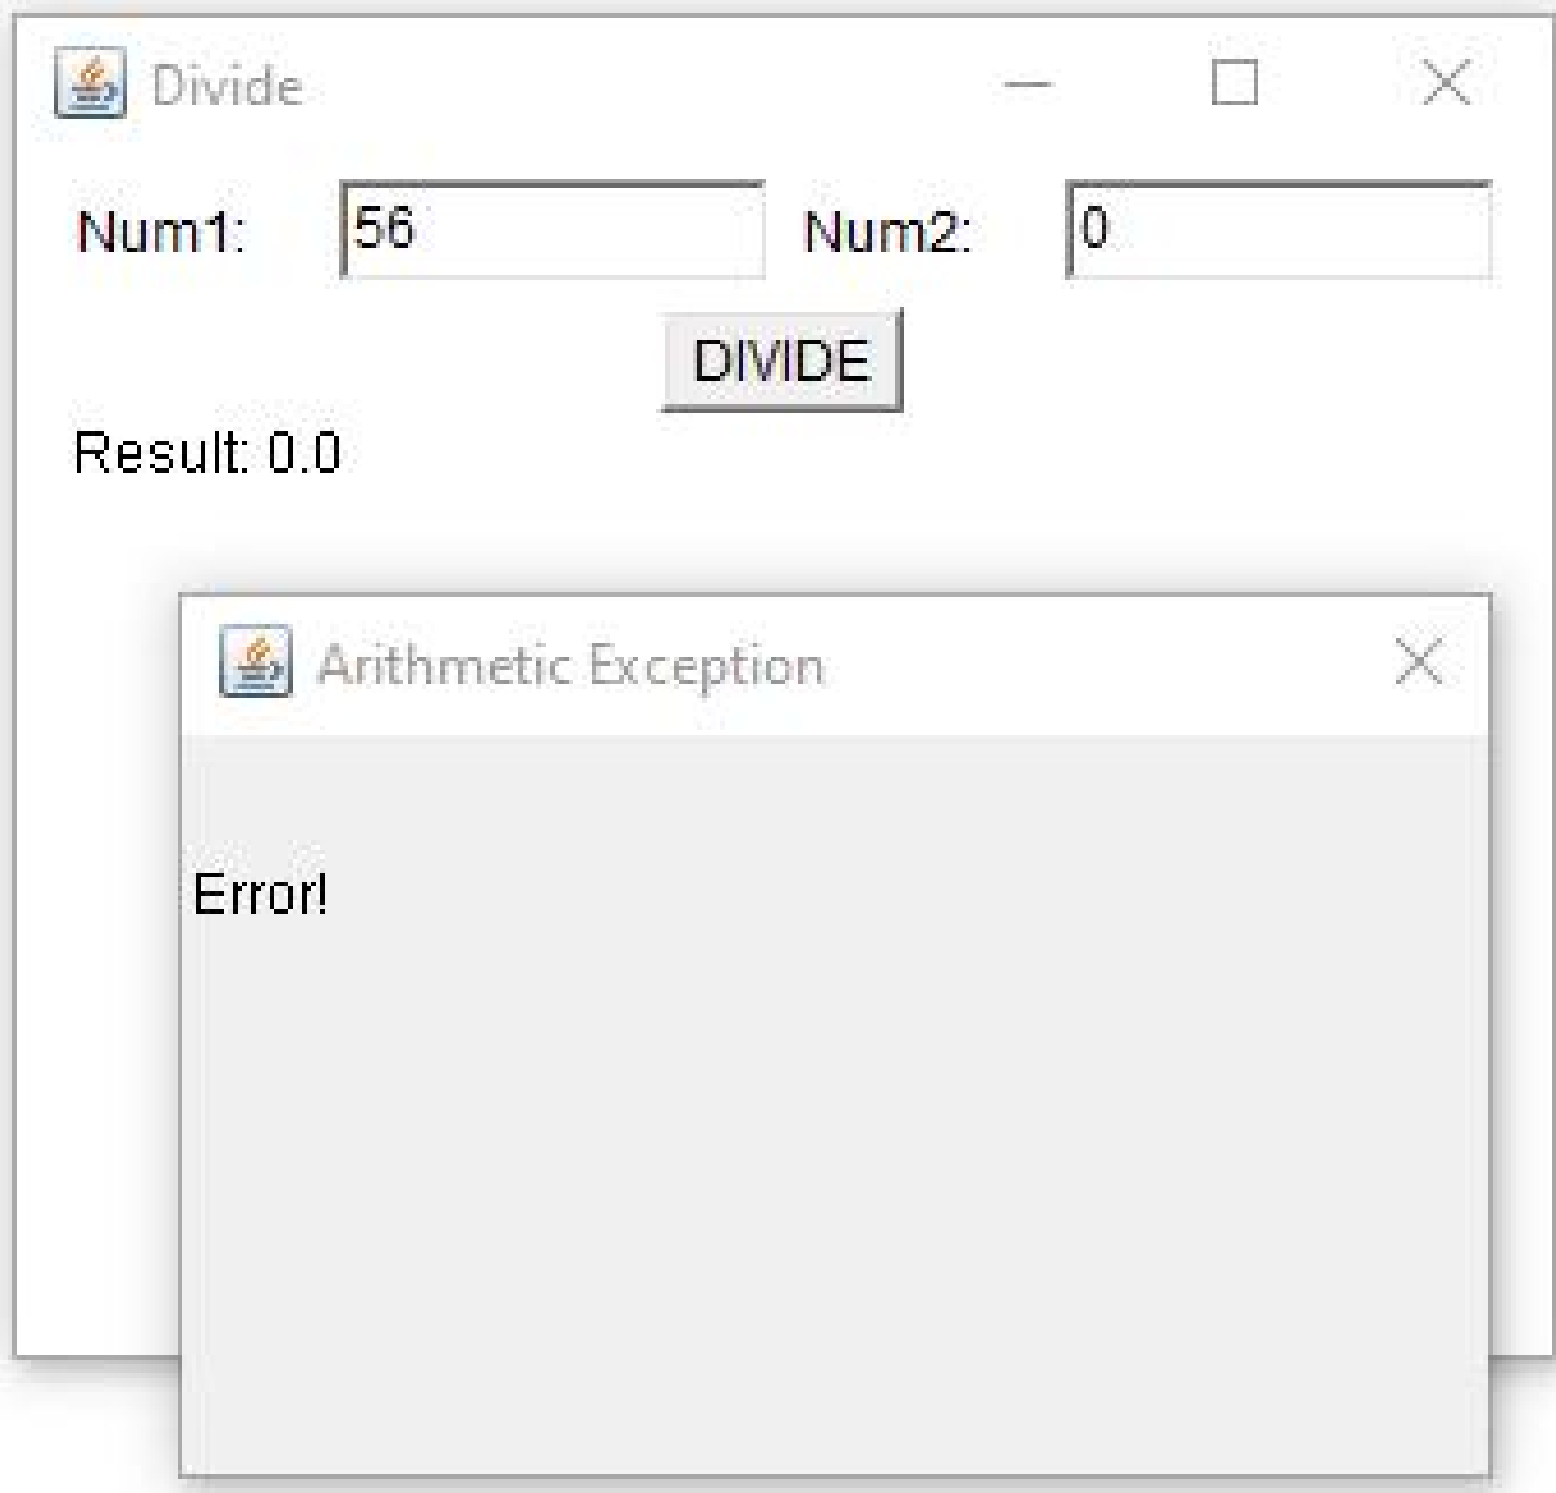 Divide
Num1: 56 Num2: 0
DIVIDE
Result: 0.0
Arithmetic Exception
Error!